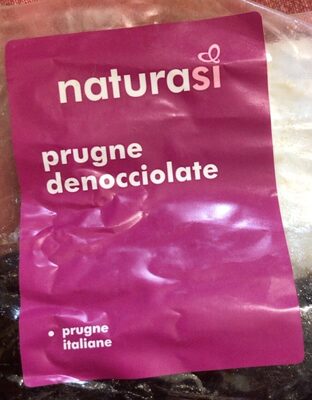 naturasì
prugne
denocciolate
• prugne
italiane